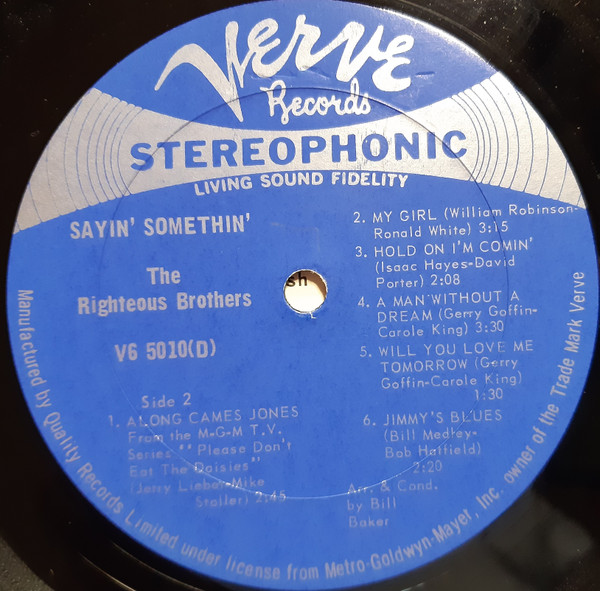 Verve
Records
STEREOPHONIC
LIVING SOUND FIDELITY
SAYIN' SOMETHIN'
The
Righteous Brothers
V6 5010(D)
Side 2
1. ALONG CAMES JONES
From the M-G-M T.V.
Series "Please Don't
Eat The Daisies"
(Jerry Lieber-Mike
Stoller) 2:45
2. MY GIRL (William Robinson-
Ronald White) 3:15
3. HOLD ON I'M COMIN'
(Isaac Hayes-David
Porter) 2:08
4. A MAN WITHOUT A
DREAM (Gerry Goffin-
Carole King) 3:30
5. WILL YOU LOVE ME
TOMORROW (Gerry
Goffin-Carole King)
1:30
6. JIMMY'S BLUES
(Bill Medley-
Bob Hatfield)
2:20
Arr. & Cond.
by Bill
Baker
sh
Manufactured by Quality Records Limited under license from Metro-Goldwyn-Mayer, Inc. owner of the Trade Mark Verve